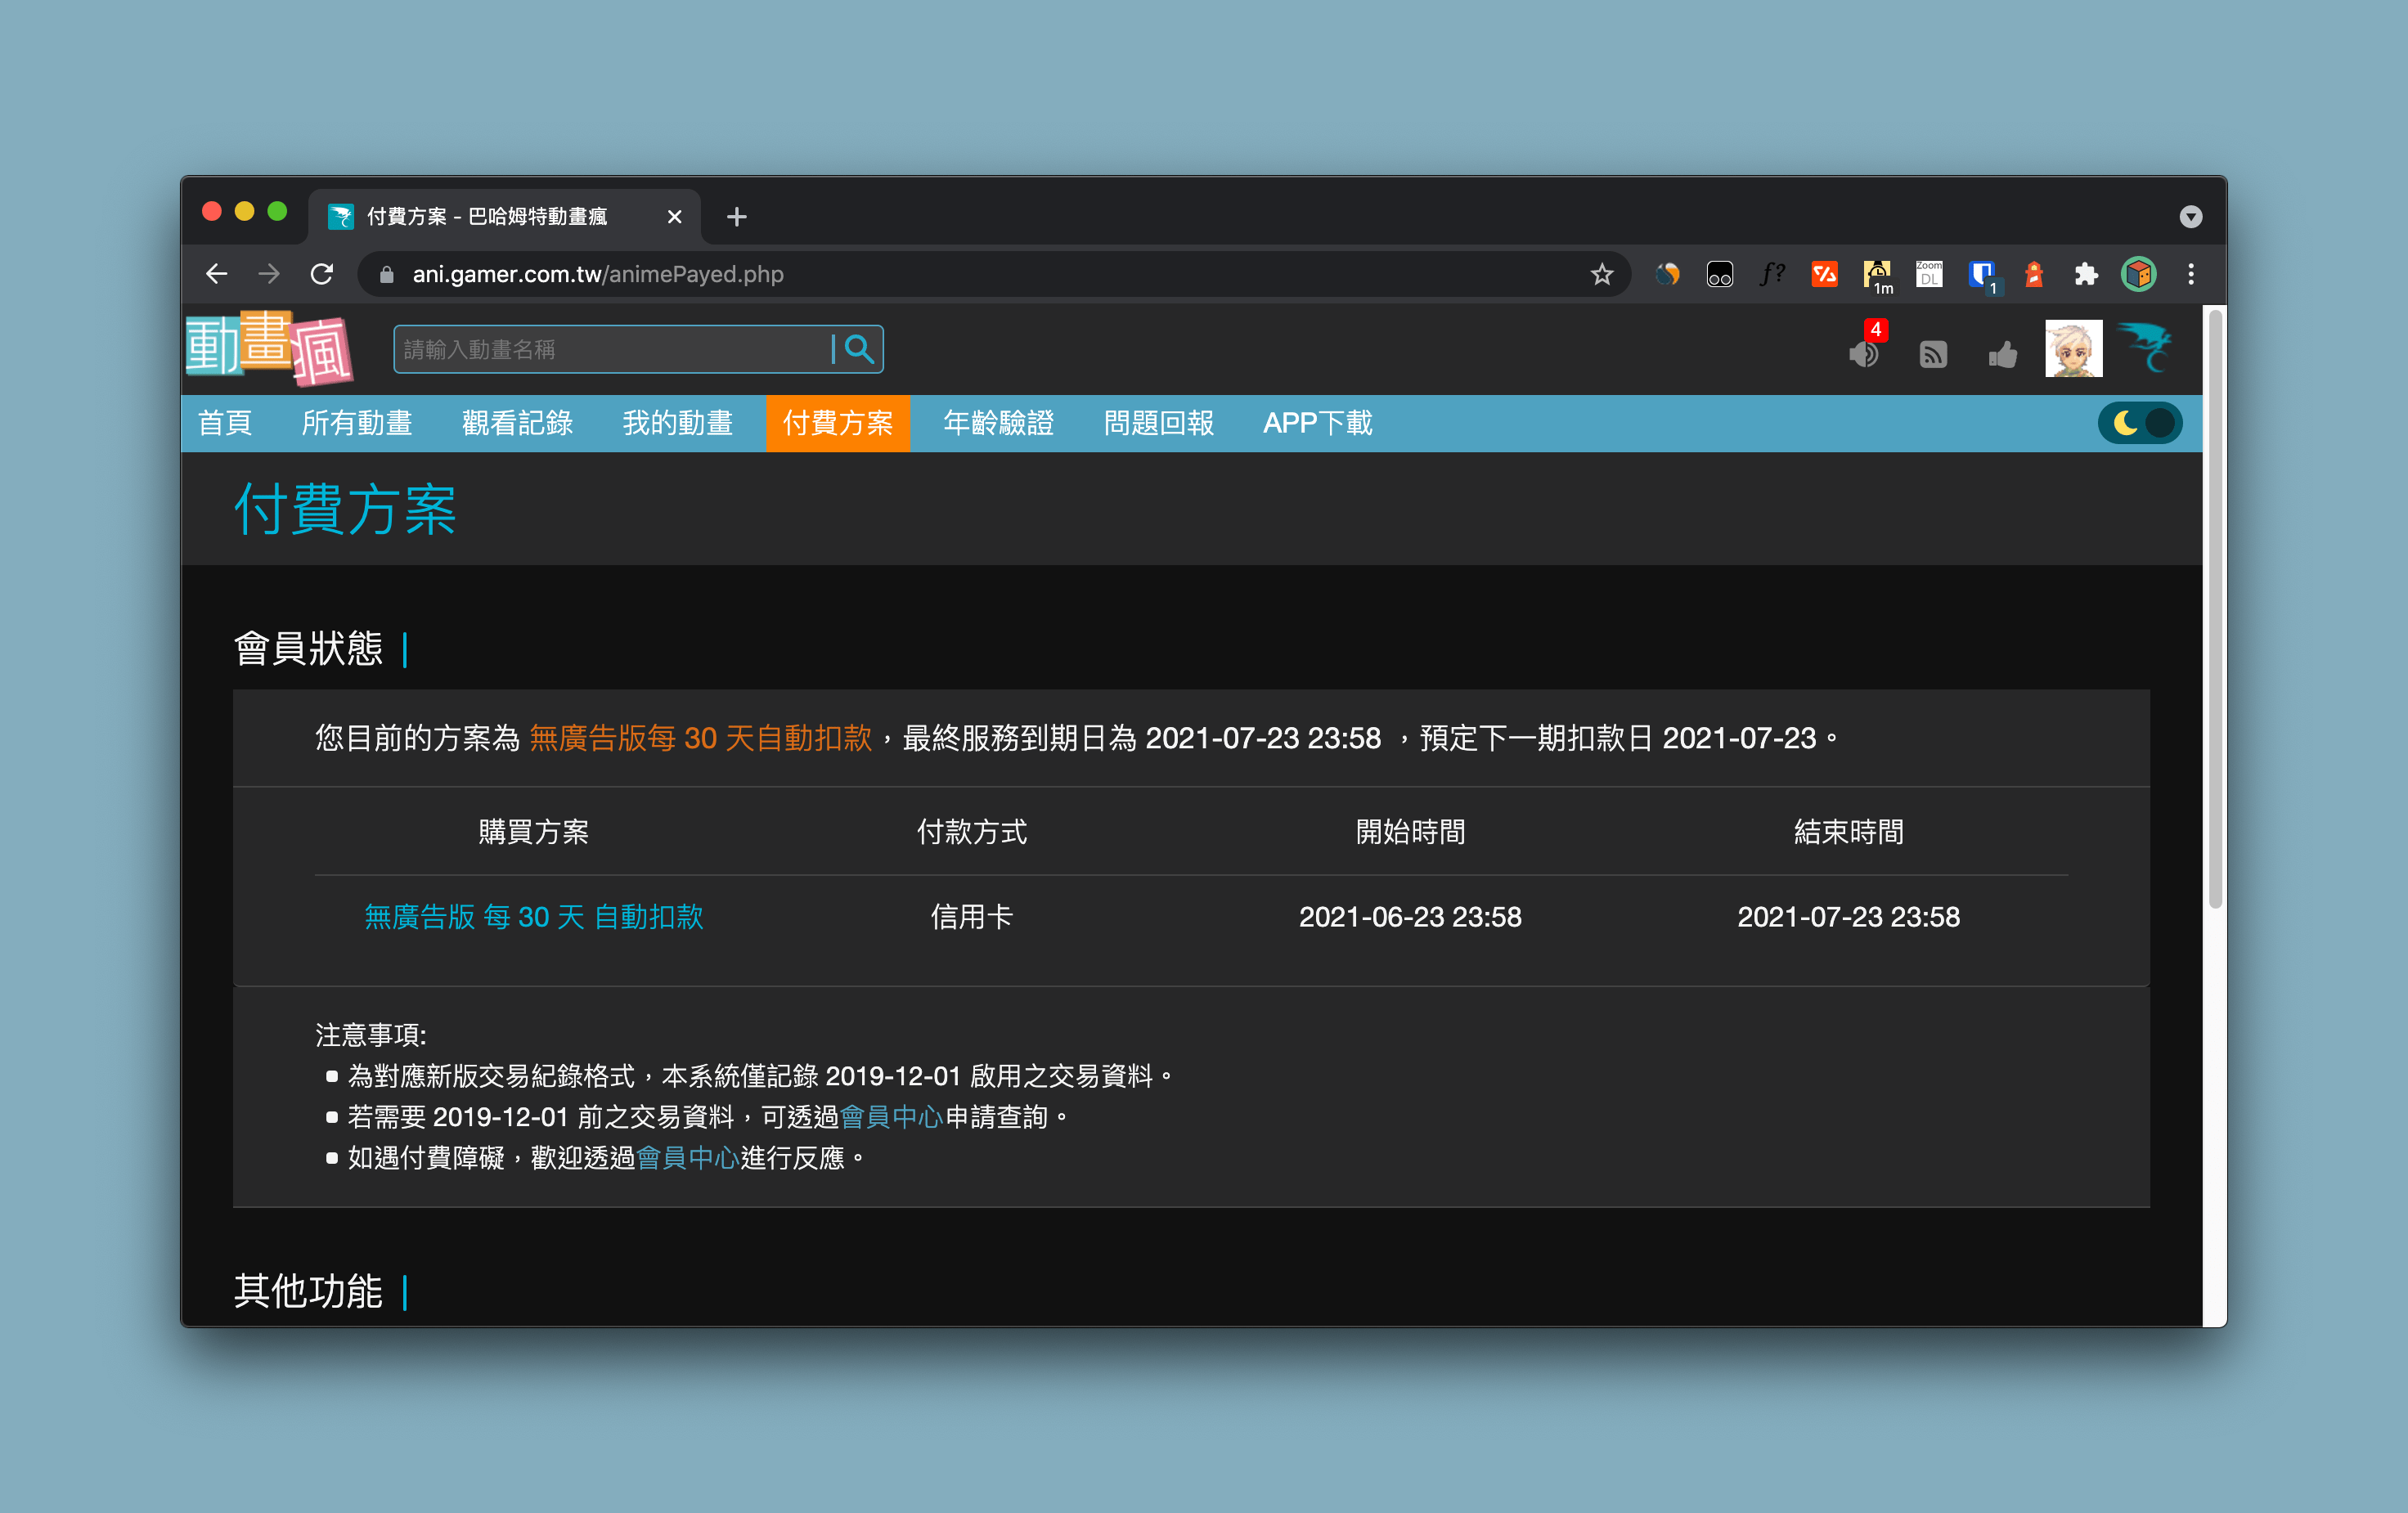 付費方案 - 巴哈姆特動畫瘋
ani.gamer.com.tw/animePayed.php
f?
1m
Zoom
DL
1
動畫瘋
請輸入動畫名稱
4
首頁 所有動畫 觀看記錄 我的動畫 付費方案 年齡驗證 問題回報 APP下載
付費方案
會員狀態
您目前的方案為 無廣告版每 30 天自動扣款，最終服務到期日為 2021-07-23 23:58 ，預定下一期扣款日 2021-07-23。
購買方案 付款方式 開始時間 結束時間
無廣告版 每 30 天 自動扣款 信用卡 2021-06-23 23:58 2021-07-23 23:58
注意事項:
為對應新版交易紀錄格式，本系統僅記錄 2019-12-01 啟用之交易資料。
若需要 2019-12-01 前之交易資料，可透過會員中心申請查詢。
如遇付費障礙，歡迎透過會員中心進行反應。
其他功能